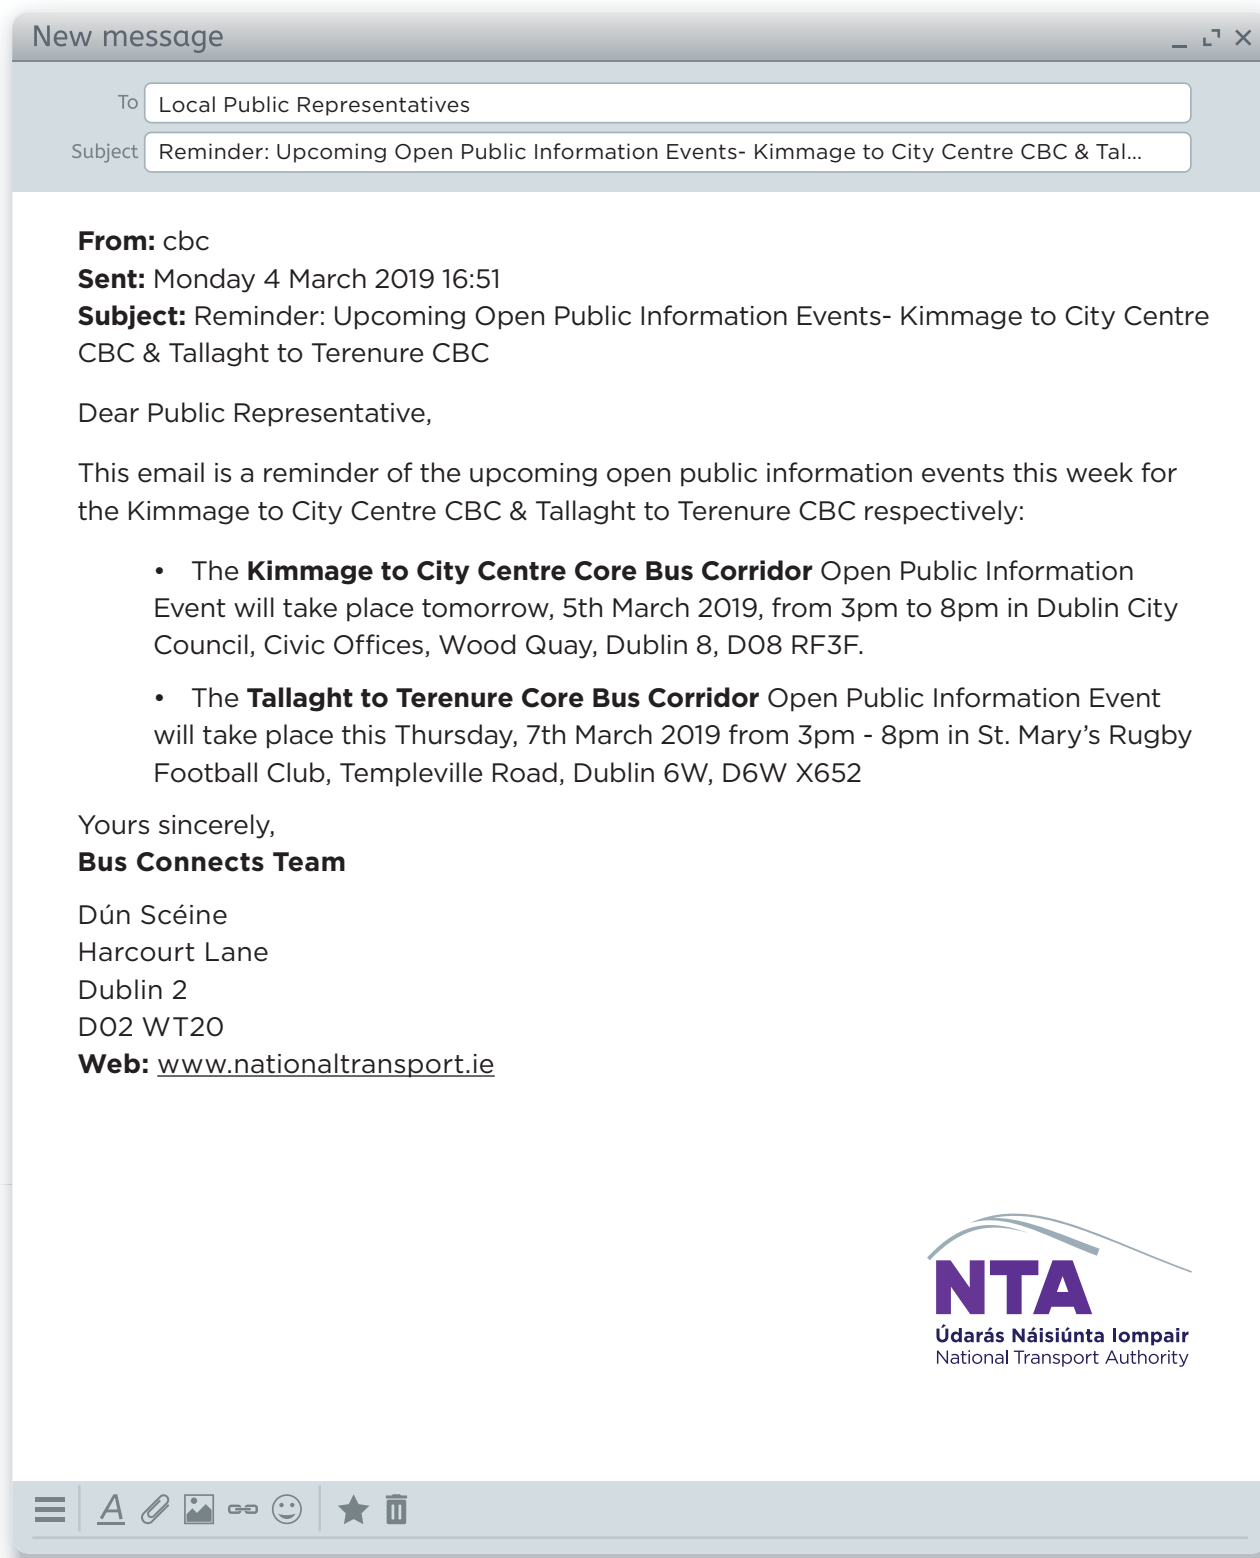 New message
To Local Public Representatives
Subject Reminder: Upcoming Open Public Information Events- Kimmage to City Centre CBC & Tal...
From: cbc
Sent: Monday 4 March 2019 16:51
Subject: Reminder: Upcoming Open Public Information Events- Kimmage to City Centre
CBC & Tallaght to Terenure CBC
Dear Public Representative,
This email is a reminder of the upcoming open public information events this week for
the Kimmage to City Centre CBC & Tallaght to Terenure CBC respectively:
• The Kimmage to City Centre Core Bus Corridor Open Public Information
Event will take place tomorrow, 5th March 2019, from 3pm to 8pm in Dublin City
Council, Civic Offices, Wood Quay, Dublin 8, D08 RF3F.
• The Tallaght to Terenure Core Bus Corridor Open Public Information Event
will take place this Thursday, 7th March 2019 from 3pm - 8pm in St. Mary's Rugby
Football Club, Templeville Road, Dublin 6W, D6W X652
Yours sincerely,
Bus Connects Team
Dún Scéine
Harcourt Lane
Dublin 2
D02 WT20
Web: www.nationaltransport.ie
NTA
Údarás Náisiúnta Iompair
National Transport Authority
A